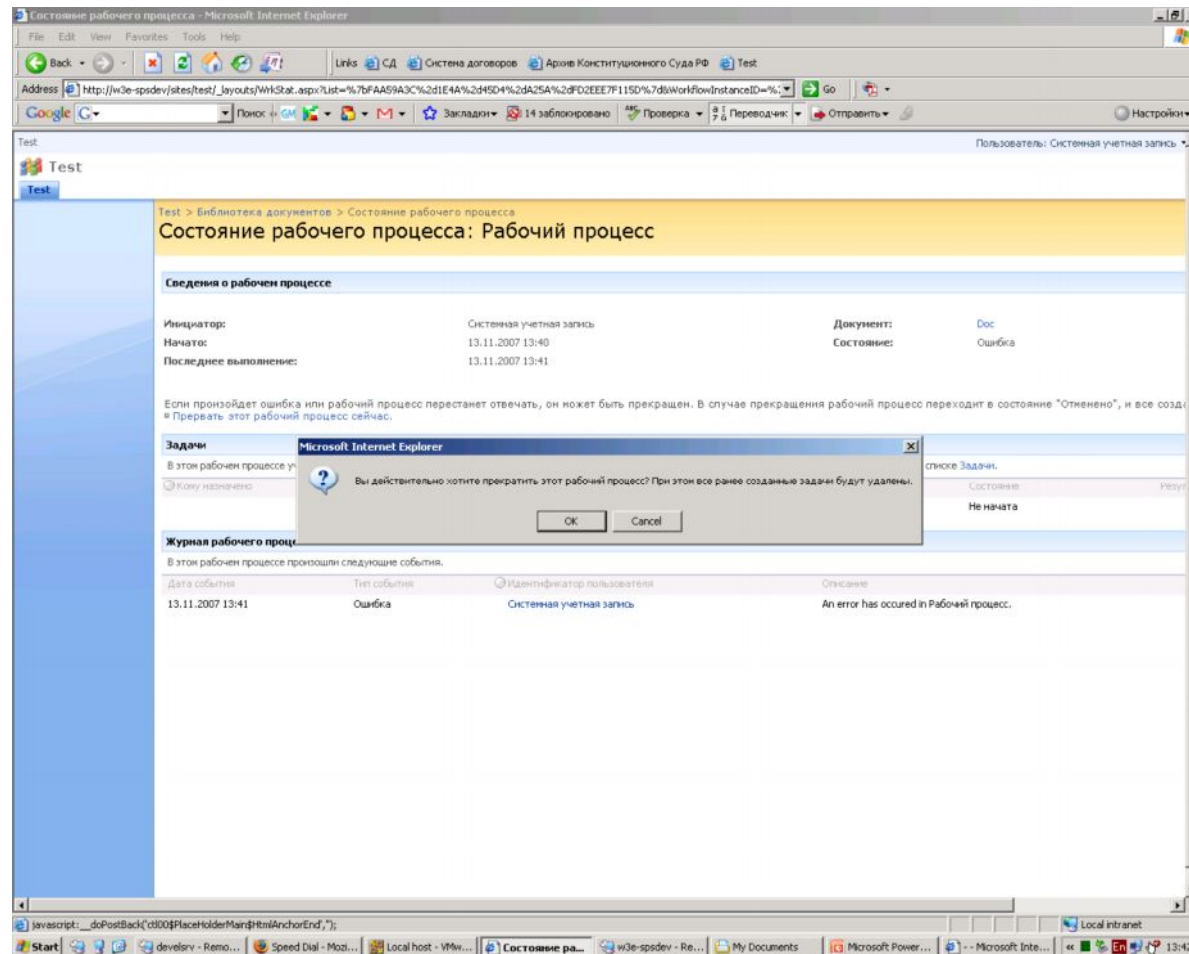 Состояние рабочего процесса - Microsoft Internet Explorer
File Edit View Favorites Tools Help
Back Links СД Система договоров Архив Конституционного Суда РФ Test
Address http://w3e-spsdev/sites/test/_layouts/WrkStat.aspx?List=%7bFAA59A3C%2d1E4A%2d45D4%2dA25A%2dFD2EEE7F115D%7d&WorkflowInstanceID=% Go
Google Поиск Закладки 14 заблокировано Проверка Переводчик Отправить Настройки
Test Пользователь: Системная учетная запись
Test
Test
Test > Библиотека документов > Состояние рабочего процесса
Состояние рабочего процесса: Рабочий процесс
Сведения о рабочем процессе
Инициатор: Системная учетная запись Документ: Doc
Начато: 13.11.2007 13:40 Состояние: Ошибка
Последнее выполнение: 13.11.2007 13:41
Если произойдет ошибка или рабочий процесс перестанет отвечать, он может быть прекращен. В случае прекращения рабочий процесс переходит в состояние "Отменено", и все созд
Прервать этот рабочий процесс сейчас.
Задачи
Microsoft Internet Explorer
В этом рабочем процессе списке Задачи.
Вы действительно хотите прекратить этот рабочий процесс? При этом все ранее созданные задачи будут удалены.
Кому назначено Состояние
Не начата
OK Cancel
Журнал рабочего проце
В этом рабочем процессе произошли следующие события.
Дата события Тип события Идентификатор пользователя Описание
13.11.2007 13:41 Ошибка Системная учетная запись An error has occured in Рабочий процесс.
javascript:__doPostBack('ctl00$PlaceHolderMain$HtmlAnchorEnd',''); Local intranet
Start develsrv - Remo... Speed Dial - Mozi... Local host - VMw... Состояние ра... w3e-spsdev - Re... My Documents Microsoft Power... - - Microsoft Inte... « En 13:42